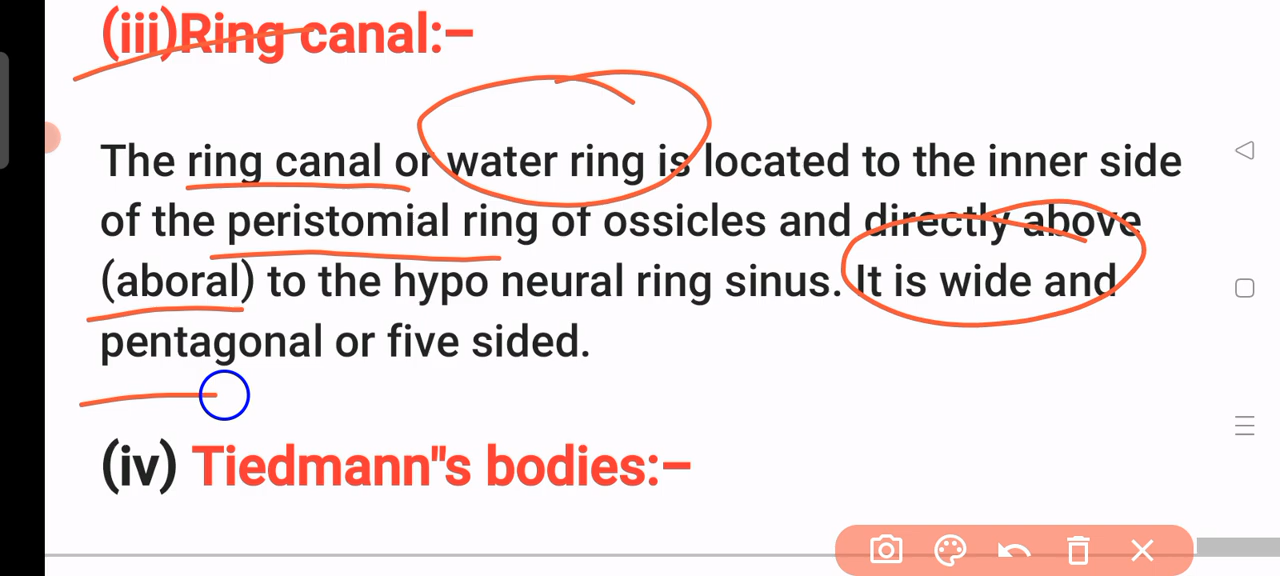 (iii)Ring canal:–
The ring canal or water ring is located to the inner side
of the peristomial ring of ossicles and directly above
(aboral) to the hypo neural ring sinus. It is wide and
pentagonal or five sided.
(iv) Tiedmann"s bodies:–